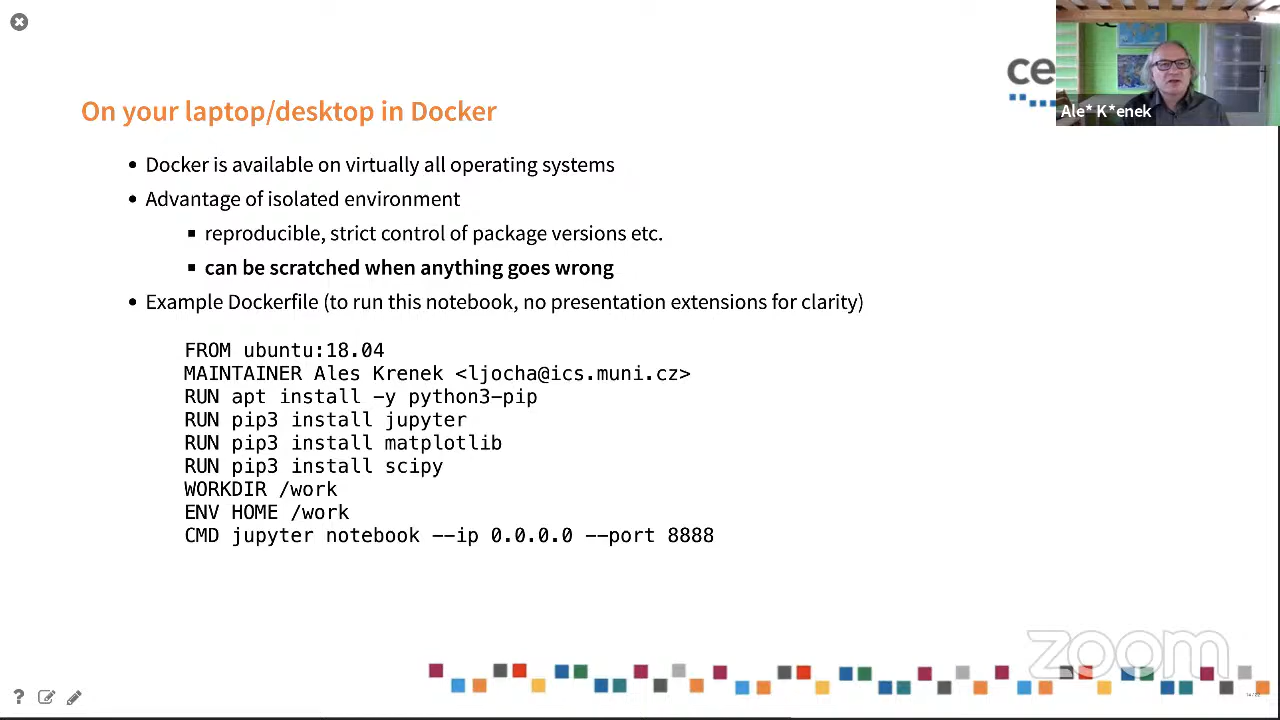 On your laptop/desktop in Docker
ce
Ale* K*enek
• Docker is available on virtually all operating systems
• Advantage of isolated environment
▪ reproducible, strict control of package versions etc.
▪ can be scratched when anything goes wrong
• Example Dockerfile (to run this notebook, no presentation extensions for clarity)
FROM ubuntu:18.04
MAINTAINER Ales Krenek <ljocha@ics.muni.cz>
RUN apt install -y python3-pip
RUN pip3 install jupyter
RUN pip3 install matplotlib
RUN pip3 install scipy
WORKDIR /work
ENV HOME /work
CMD jupyter notebook --ip 0.0.0.0 --port 8888
zoom
?